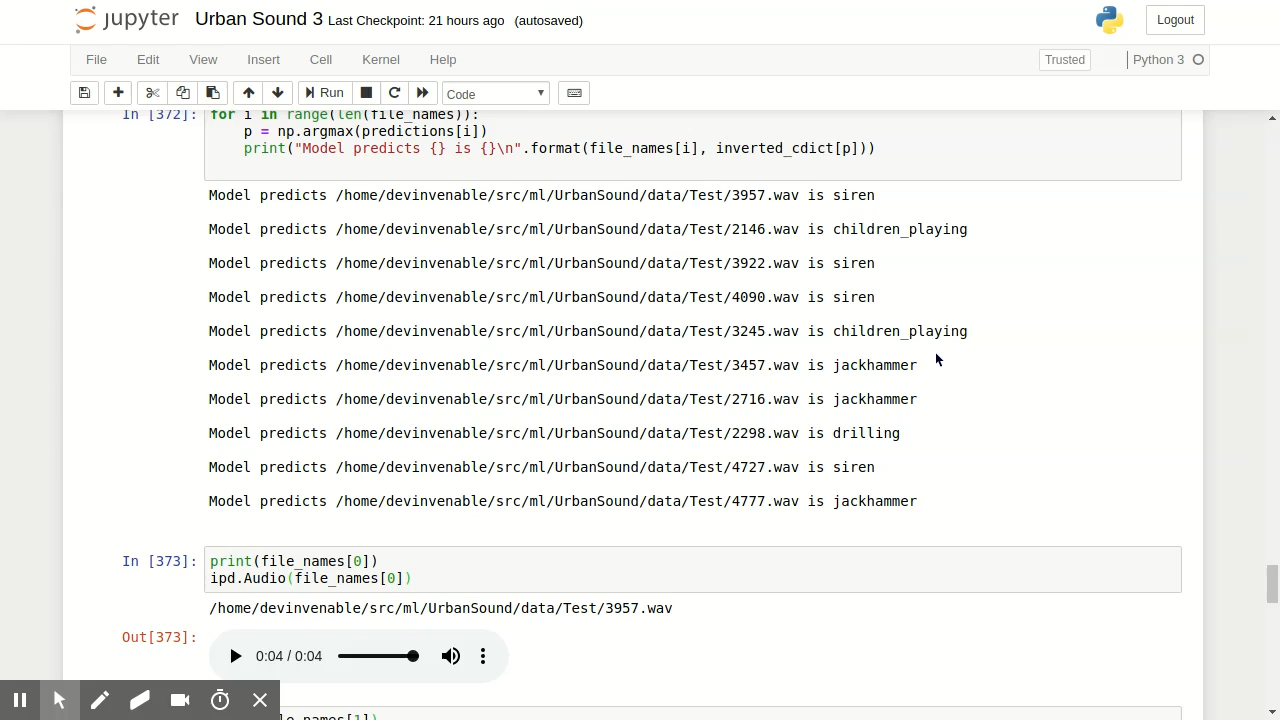 jupyter Urban Sound 3 Last Checkpoint: 21 hours ago (autosaved) Logout
File Edit View Insert Cell Kernel Help Trusted Python 3
Run Code
In [372]: for i in range(len(file_names)):
p = np.argmax(predictions[i])
print("Model predicts {} is {}\n".format(file_names[i], inverted_cdict[p]))
Model predicts /home/devinvenable/src/ml/UrbanSound/data/Test/3957.wav is siren
Model predicts /home/devinvenable/src/ml/UrbanSound/data/Test/2146.wav is children_playing
Model predicts /home/devinvenable/src/ml/UrbanSound/data/Test/3922.wav is siren
Model predicts /home/devinvenable/src/ml/UrbanSound/data/Test/4090.wav is siren
Model predicts /home/devinvenable/src/ml/UrbanSound/data/Test/3245.wav is children_playing
Model predicts /home/devinvenable/src/ml/UrbanSound/data/Test/3457.wav is jackhammer
Model predicts /home/devinvenable/src/ml/UrbanSound/data/Test/2716.wav is jackhammer
Model predicts /home/devinvenable/src/ml/UrbanSound/data/Test/2298.wav is drilling
Model predicts /home/devinvenable/src/ml/UrbanSound/data/Test/4727.wav is siren
Model predicts /home/devinvenable/src/ml/UrbanSound/data/Test/4777.wav is jackhammer
In [373]: print(file_names[0])
ipd.Audio(file_names[0])
/home/devinvenable/src/ml/UrbanSound/data/Test/3957.wav
Out[373]:
0:04 / 0:04